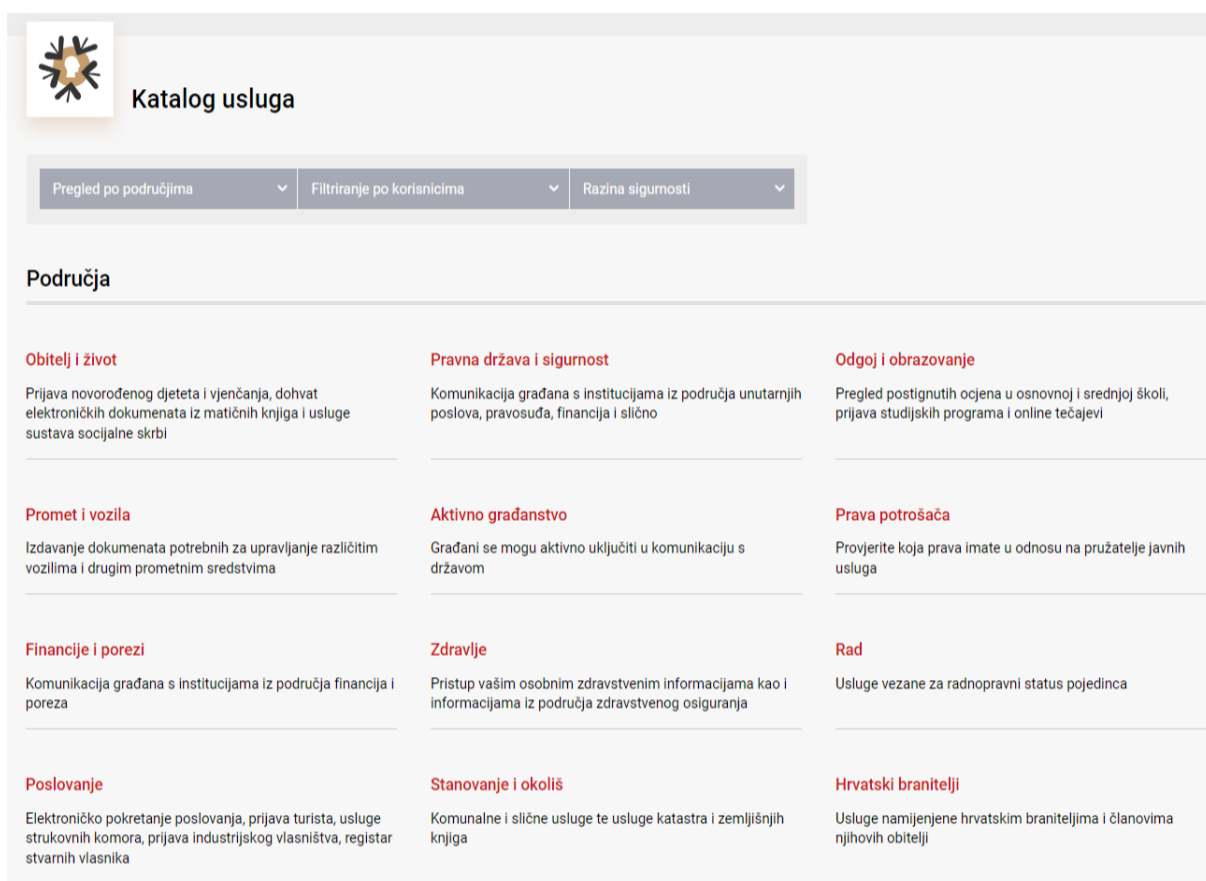 Katalog usluga
Pregled po područjima
Filtriranje po korisnicima
Razina sigurnosti
Područja
Obitelj i život
Prijava novorođenog djeteta i vjenčanja, dohvat
elektroničkih dokumenata iz matičnih knjiga i usluge
sustava socijalne skrbi
Pravna država i sigurnost
Komunikacija građana s institucijama iz područja unutarnjih
poslova, pravosuđa, financija i slično
Odgoj i obrazovanje
Pregled postignutih ocjena u osnovnoj i srednjoj školi,
prijava studijskih programa i online tečajevi
Promet i vozila
Izdavanje dokumenata potrebnih za upravljanje različitim
vozilima i drugim prometnim sredstvima
Aktivno građanstvo
Građani se mogu aktivno uključiti u komunikaciju s
državom
Prava potrošača
Provjerite koja prava imate u odnosu na pružatelje javnih
usluga
Financije i porezi
Komunikacija građana s institucijama iz područja financija i
poreza
Zdravlje
Pristup vašim osobnim zdravstvenim informacijama kao i
informacijama iz područja zdravstvenog osiguranja
Rad
Usluge vezane za radnopravni status pojedinca
Poslovanje
Elektroničko pokretanje poslovanja, prijava turista, usluge
strukovnih komora, prijava industrijskog vlasništva, registar
stvarnih vlasnika
Stanovanje i okoliš
Komunalne i slične usluge te usluge katastra i zemljišnjih
knjiga
Hrvatski branitelji
Usluge namijenjene hrvatskim braniteljima i članovima
njihovih obitelji